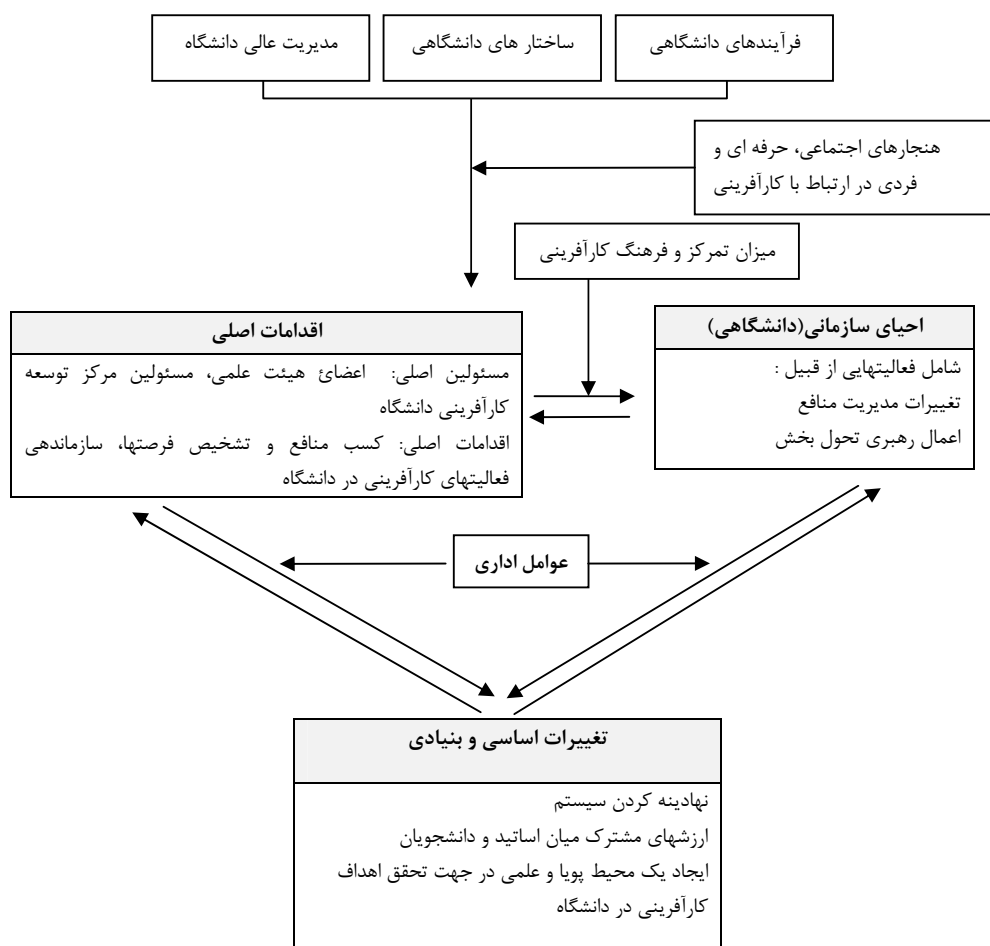 فرآیندهای دانشگاهی
ساختار های دانشگاهی
مدیریت عالی دانشگاه
هنجارهای اجتماعی، حرفه ای و
فردی در ارتباط با کارآفرینی
میزان تمرکز و فرهنگ کارآفرینی
احیای سازمانی(دانشگاهی)
شامل فعالیتهایی از قبیل :
تغییرات مدیریت منافع
اعمال رهبری تحول بخش
اقدامات اصلی
مسئولین اصلی: اعضائ هیئت علمی، مسئولین مرکز توسعه
کارآفرینی دانشگاه
اقدامات اصلی: کسب منافع و تشخیص فرصتها، سازماندهی
فعالیتهای کارآفرینی در دانشگاه
عوامل اداری
تغییرات اساسی و بنیادی
نهادینه کردن سیستم
ارزشهای مشترک میان اساتید و دانشجویان
ایجاد یک محیط پویا و علمی در جهت تحقق اهداف
کارآفرینی در دانشگاه